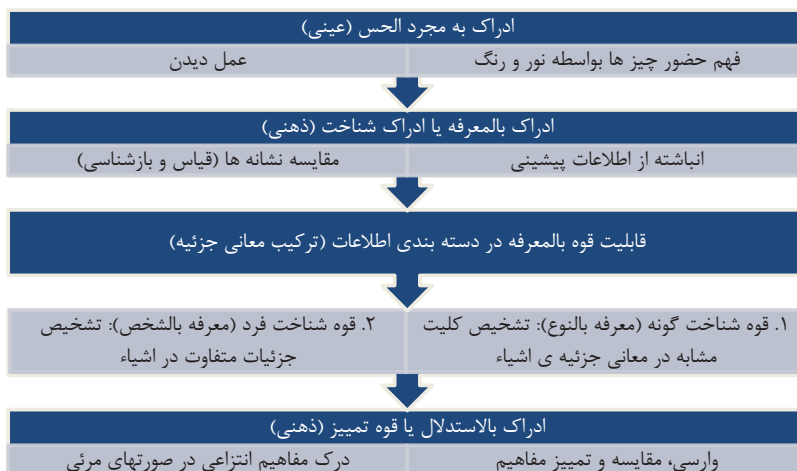 ادراک به مجرد الحس (عینی)
فهم حضور چیز ها بواسطه نور و رنگ
عمل دیدن
ادراک بالمعرفه یا ادراک شناخت (ذهنی)
انباشته از اطلاعات پیشینی
مقایسه نشانه ها (قیاس و بازشناسی)
قابلیت قوه بالمعرفه در دسته بندی اطلاعات (ترکیب معانی جزئیه)
۱. قوه شناخت گونه (معرفه بالنوع): تشخیص کلیت
مشابه در معانی جزئیه ی اشیاء
۲. قوه شناخت فرد (معرفه بالشخص): تشخیص
جزئیات متفاوت در اشیاء
ادراک بالاستدلال یا قوه تمییز (ذهنی)
وارسی، مقایسه و تمییز مفاهیم
درک مفاهیم انتزاعی در صورتهای مرئی